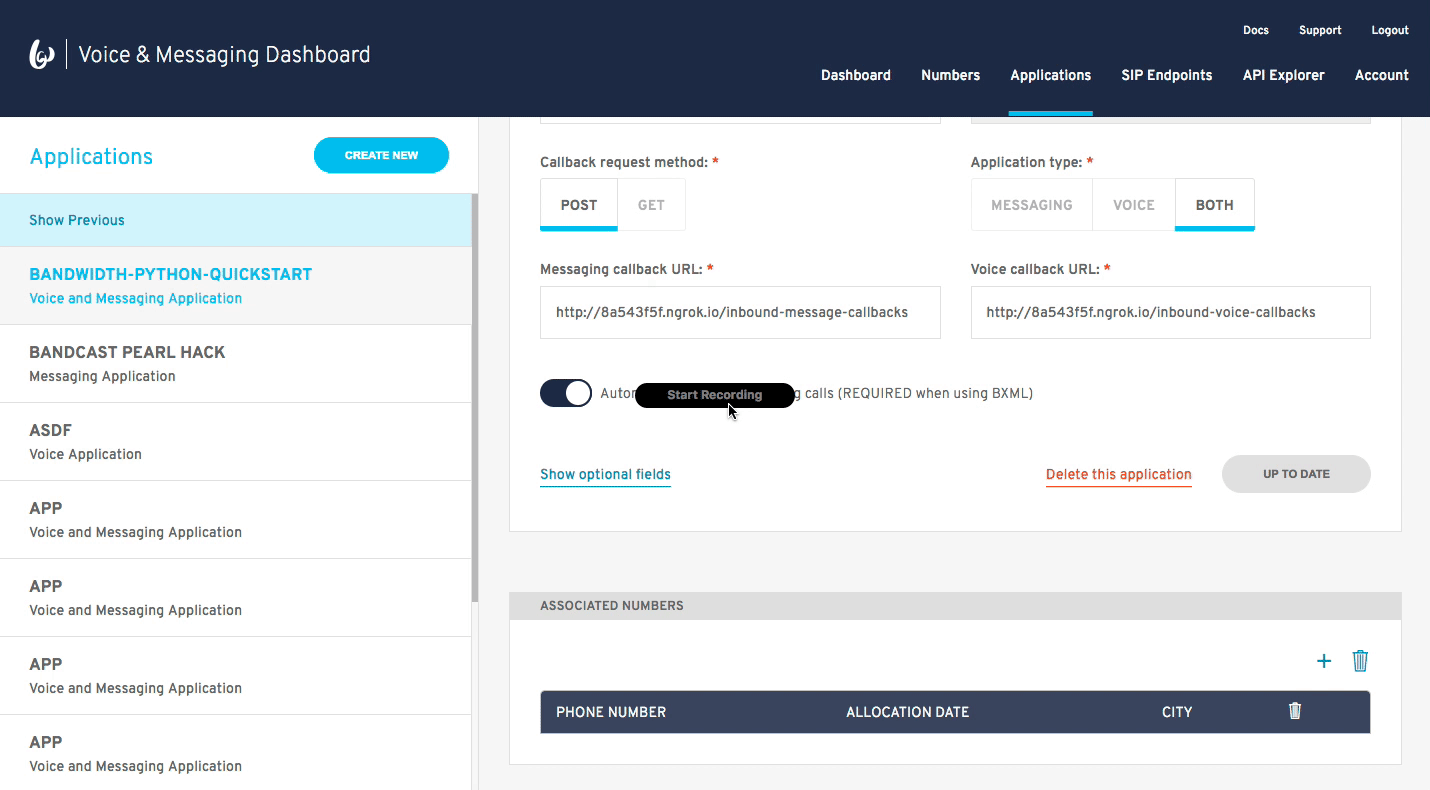 Docs Support Logout
Voice & Messaging Dashboard
Dashboard Numbers Applications SIP Endpoints API Explorer Account
Applications
CREATE NEW
Show Previous
BANDWIDTH-PYTHON-QUICKSTART
Voice and Messaging Application
BANDCAST PEARL HACK
Messaging Application
ASDF
Voice Application
APP
Voice and Messaging Application
APP
Voice and Messaging Application
APP
Voice and Messaging Application
APP
Voice and Messaging Application
Callback request method: *
POST GET
Application type: *
MESSAGING VOICE BOTH
Messaging callback URL: *
http://8a543f5f.ngrok.io/inbound-message-callbacks
Voice callback URL: *
http://8a543f5f.ngrok.io/inbound-voice-callbacks
Start Recording
calls (REQUIRED when using BXML)
Show optional fields
Delete this application
UP TO DATE
ASSOCIATED NUMBERS
+
PHONE NUMBER ALLOCATION DATE CITY